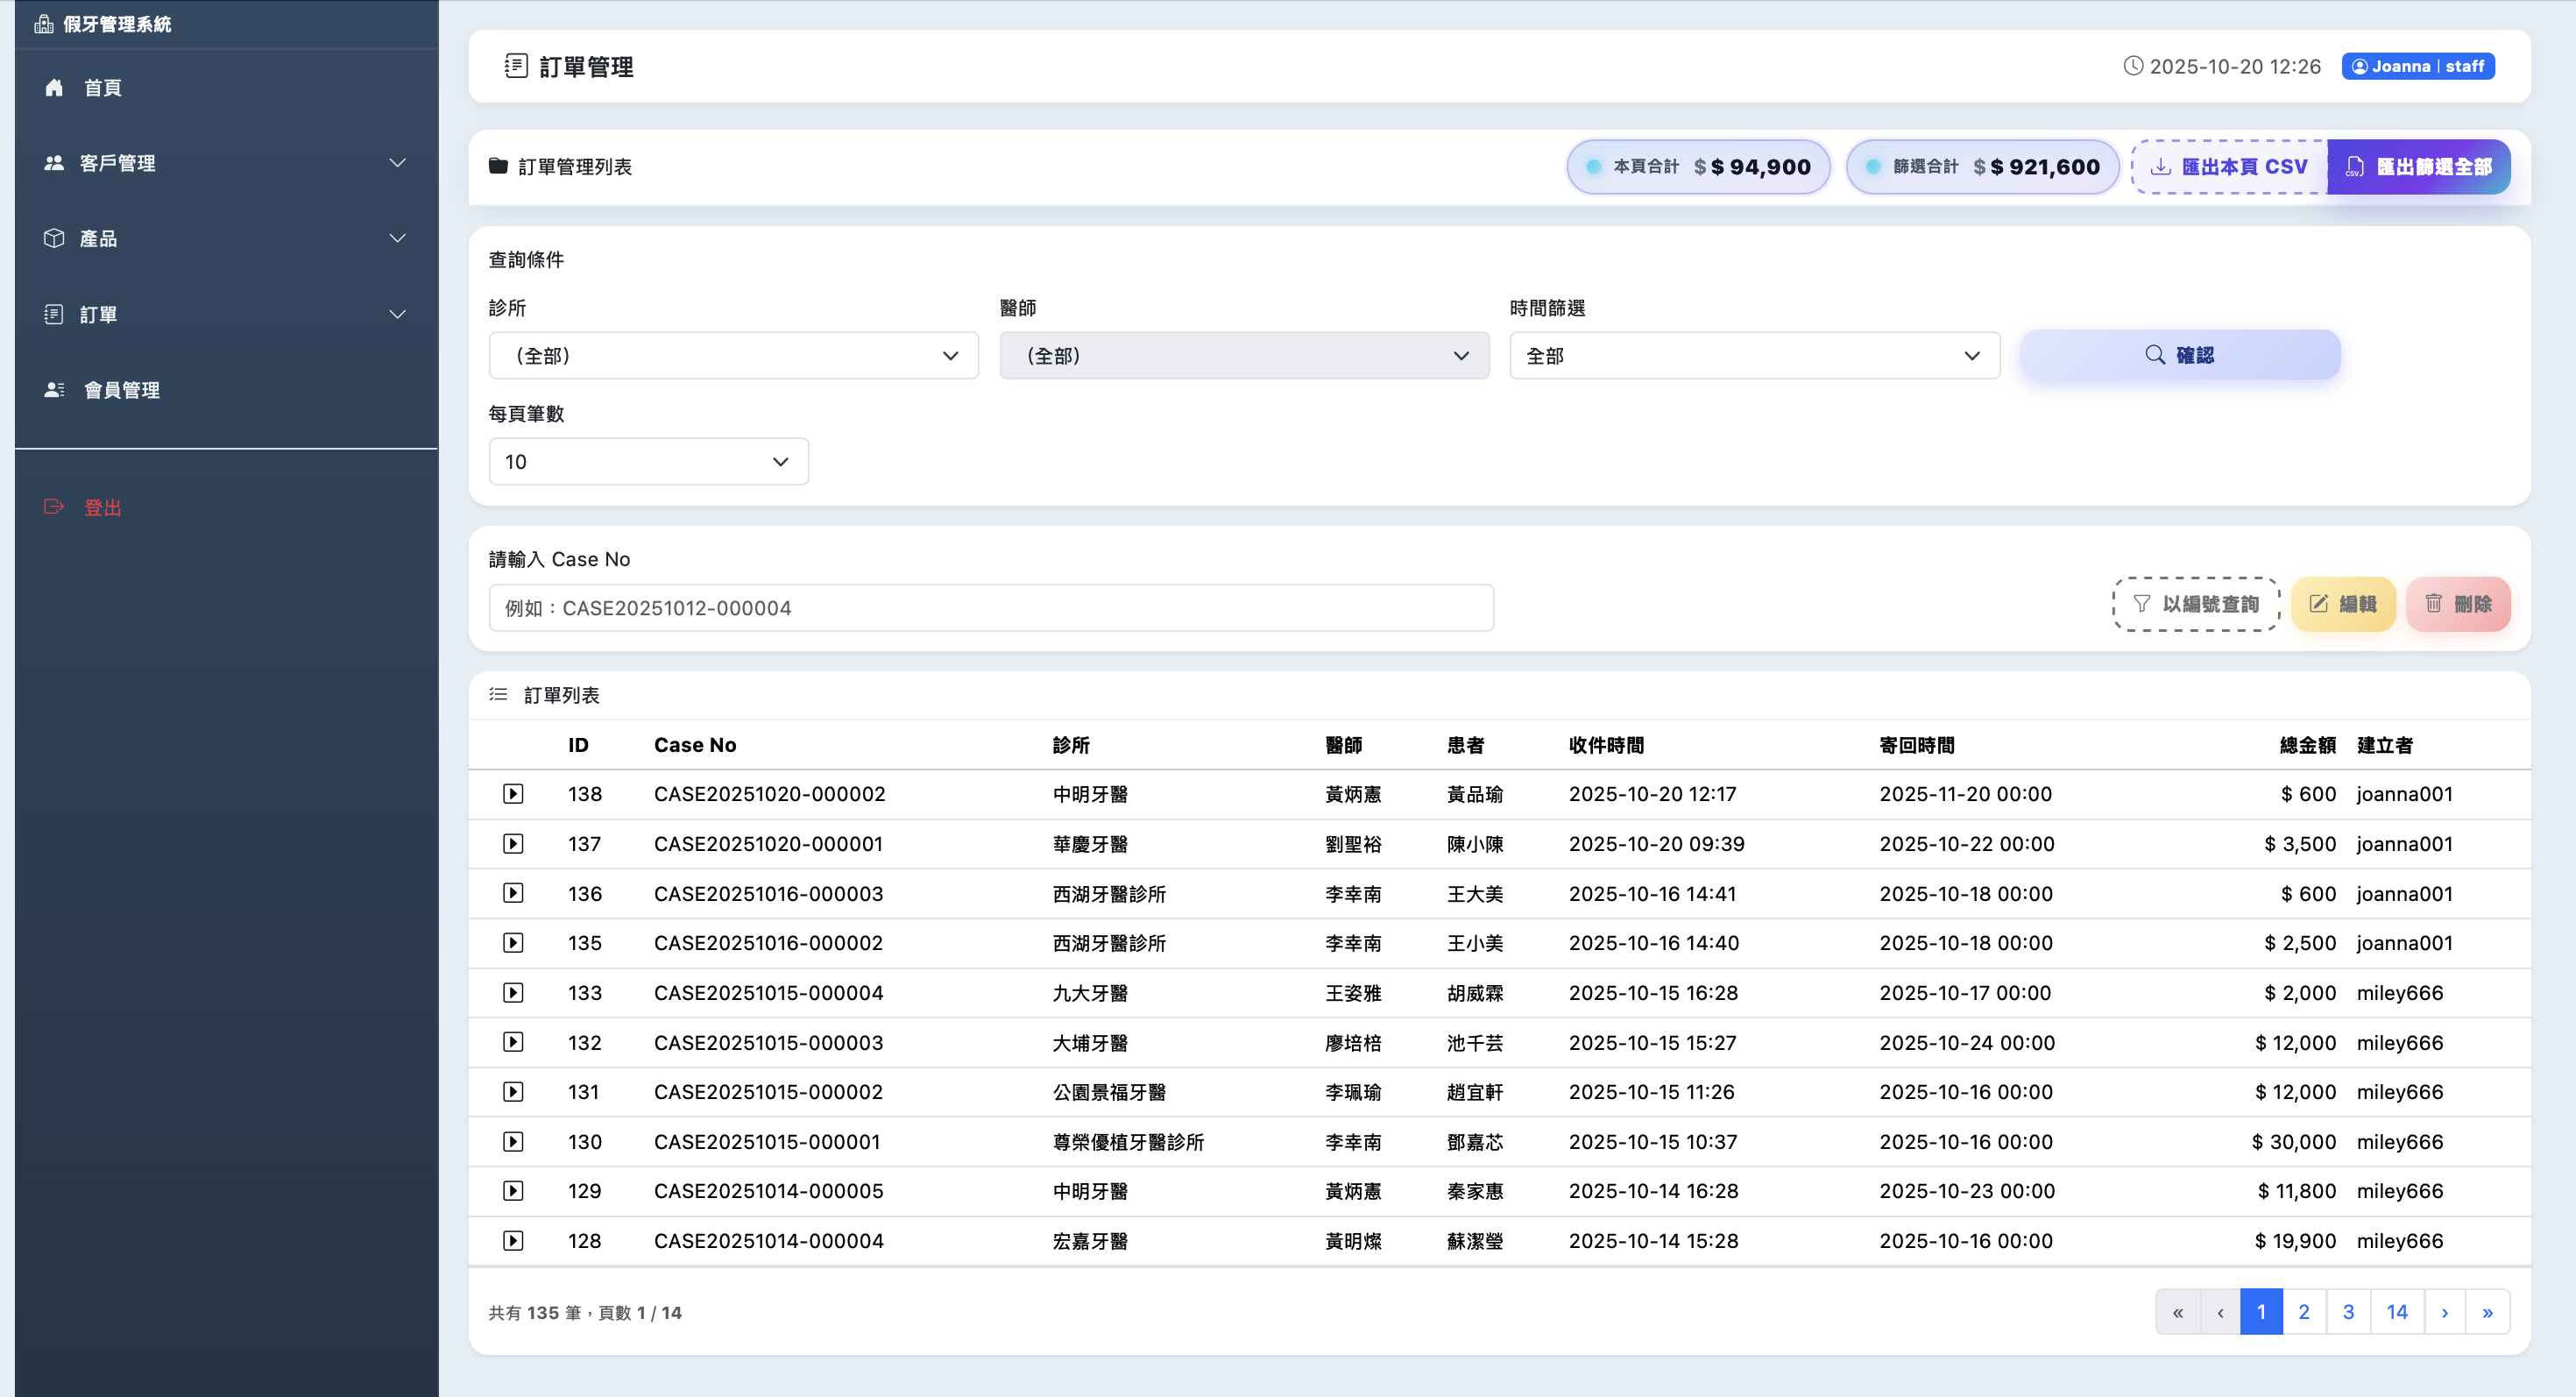 假牙管理系統
首頁
客戶管理
產品
訂單
會員管理
登出
訂單管理
2025-10-20 12:26 Joanna | staff
訂單管理列表
本頁合計 $ $ 94,900 篩選合計 $ $ 921,600 匯出本頁 CSV 匯出篩選全部
查詢條件
診所 醫師 時間篩選
(全部) (全部) 全部 確認
每頁筆數
10
請輸入 Case No
例如：CASE20251012-000004
以編號查詢 編輯 刪除
訂單列表
ID Case No 診所 醫師 患者 收件時間 寄回時間 總金額 建立者
138 CASE20251020-000002 中明牙醫 黃炳憲 黃品瑜 2025-10-20 12:17 2025-11-20 00:00 $ 600 joanna001
137 CASE20251020-000001 華慶牙醫 劉聖裕 陳小陳 2025-10-20 09:39 2025-10-22 00:00 $ 3,500 joanna001
136 CASE20251016-000003 西湖牙醫診所 李幸南 王大美 2025-10-16 14:41 2025-10-18 00:00 $ 600 joanna001
135 CASE20251016-000002 西湖牙醫診所 李幸南 王小美 2025-10-16 14:40 2025-10-18 00:00 $ 2,500 joanna001
133 CASE20251015-000004 九大牙醫 王姿雅 胡威霖 2025-10-15 16:28 2025-10-17 00:00 $ 2,000 miley666
132 CASE20251015-000003 大埔牙醫 廖培棓 池千芸 2025-10-15 15:27 2025-10-24 00:00 $ 12,000 miley666
131 CASE20251015-000002 公園景福牙醫 李珮瑜 趙宜軒 2025-10-15 11:26 2025-10-16 00:00 $ 12,000 miley666
130 CASE20251015-000001 尊榮優植牙醫診所 李幸南 鄧嘉芯 2025-10-15 10:37 2025-10-16 00:00 $ 30,000 miley666
129 CASE20251014-000005 中明牙醫 黃炳憲 秦家惠 2025-10-14 16:28 2025-10-23 00:00 $ 11,800 miley666
128 CASE20251014-000004 宏嘉牙醫 黃明燦 蘇潔瑩 2025-10-14 15:28 2025-10-16 00:00 $ 19,900 miley666
共有 135 筆，頁數 1 / 14
« ‹ 1 2 3 14 › »